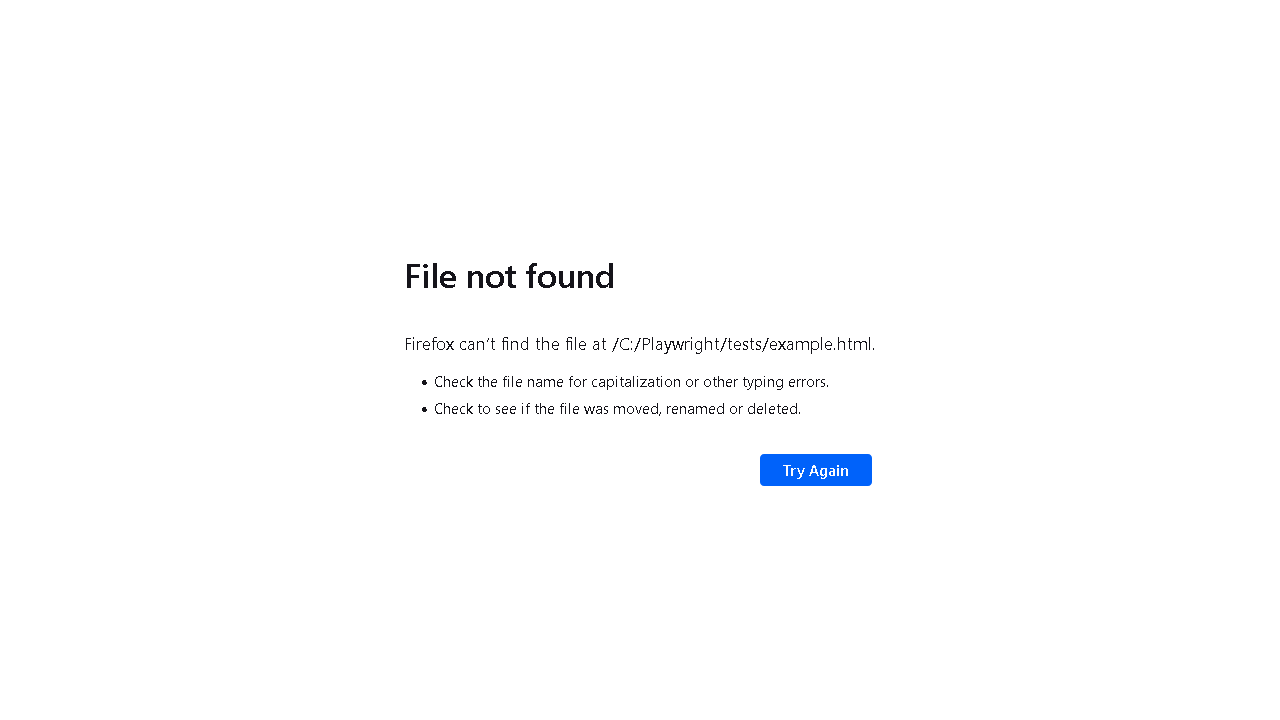 File not found
Firefox can’t find the file at /C:/Playwright/tests/example.html.
• Check the file name for capitalization or other typing errors.
• Check to see if the file was moved, renamed or deleted.
Try Again